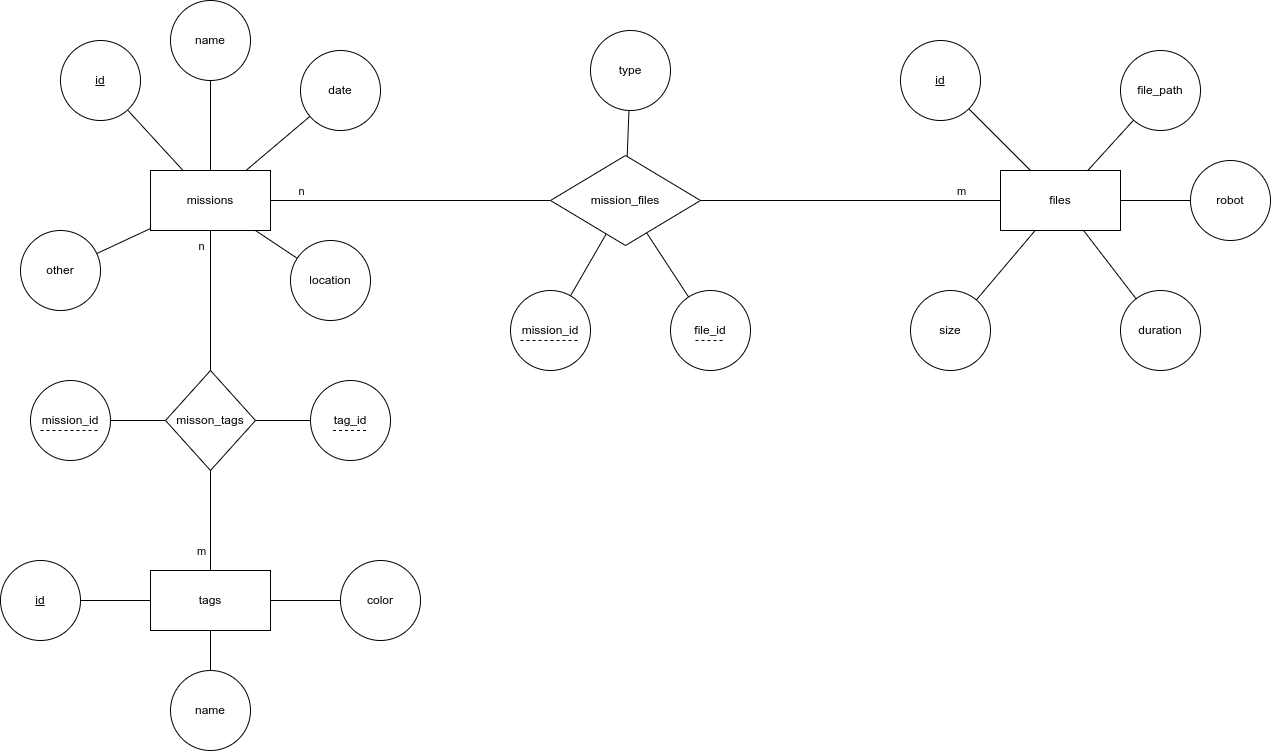 name
id
date
type
id
file_path
missions
n
mission_files
m
files
robot
n
other
location
mission_id
file_id
size
duration
mission_id
misson_tags
tag_id
m
id
tags
color
name